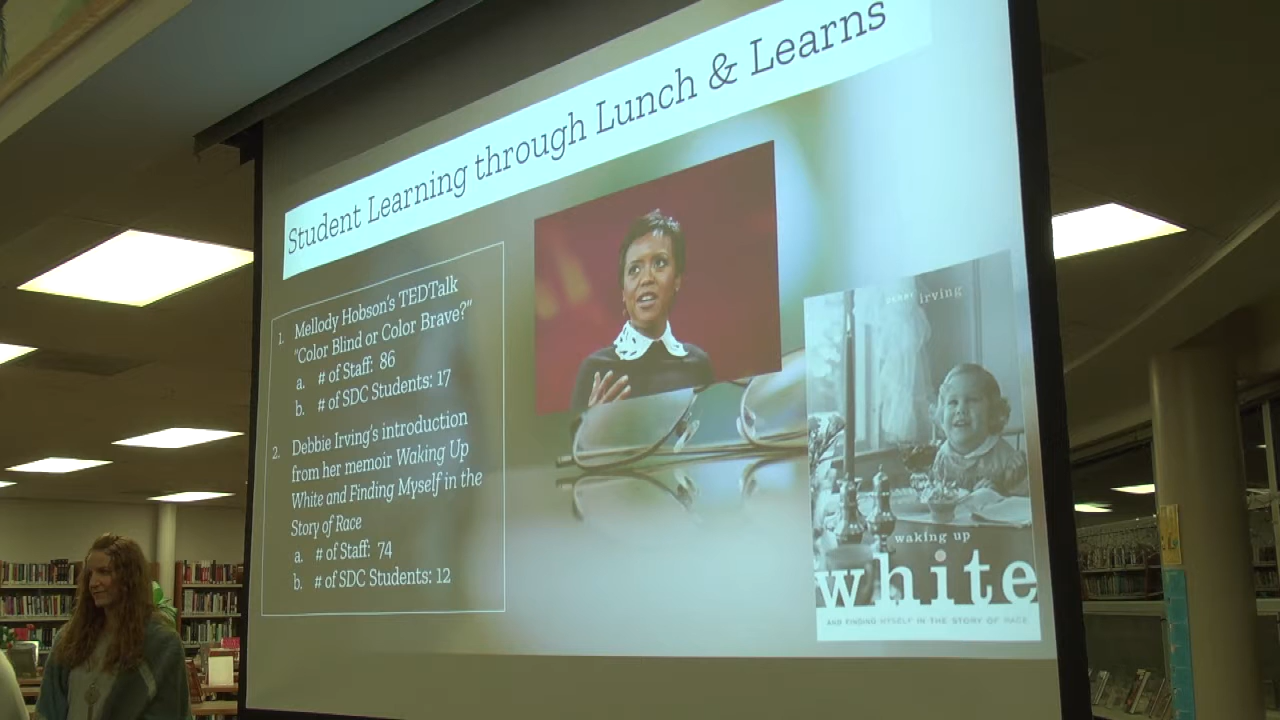 Student Learning through Lunch & Learns
1. Mellody Hobson's TEDTalk
"Color Blind or Color Brave?"
a. # of Staff: 86
b. # of SDC Students: 17
2. Debbie Irving's introduction
from her memoir Waking Up
White and Finding Myself in the
Story of Race
a. # of Staff: 74
b. # of SDC Students: 12
debby irving
waking up
white
AND FINDING MYSELF IN THE STORY OF RACE